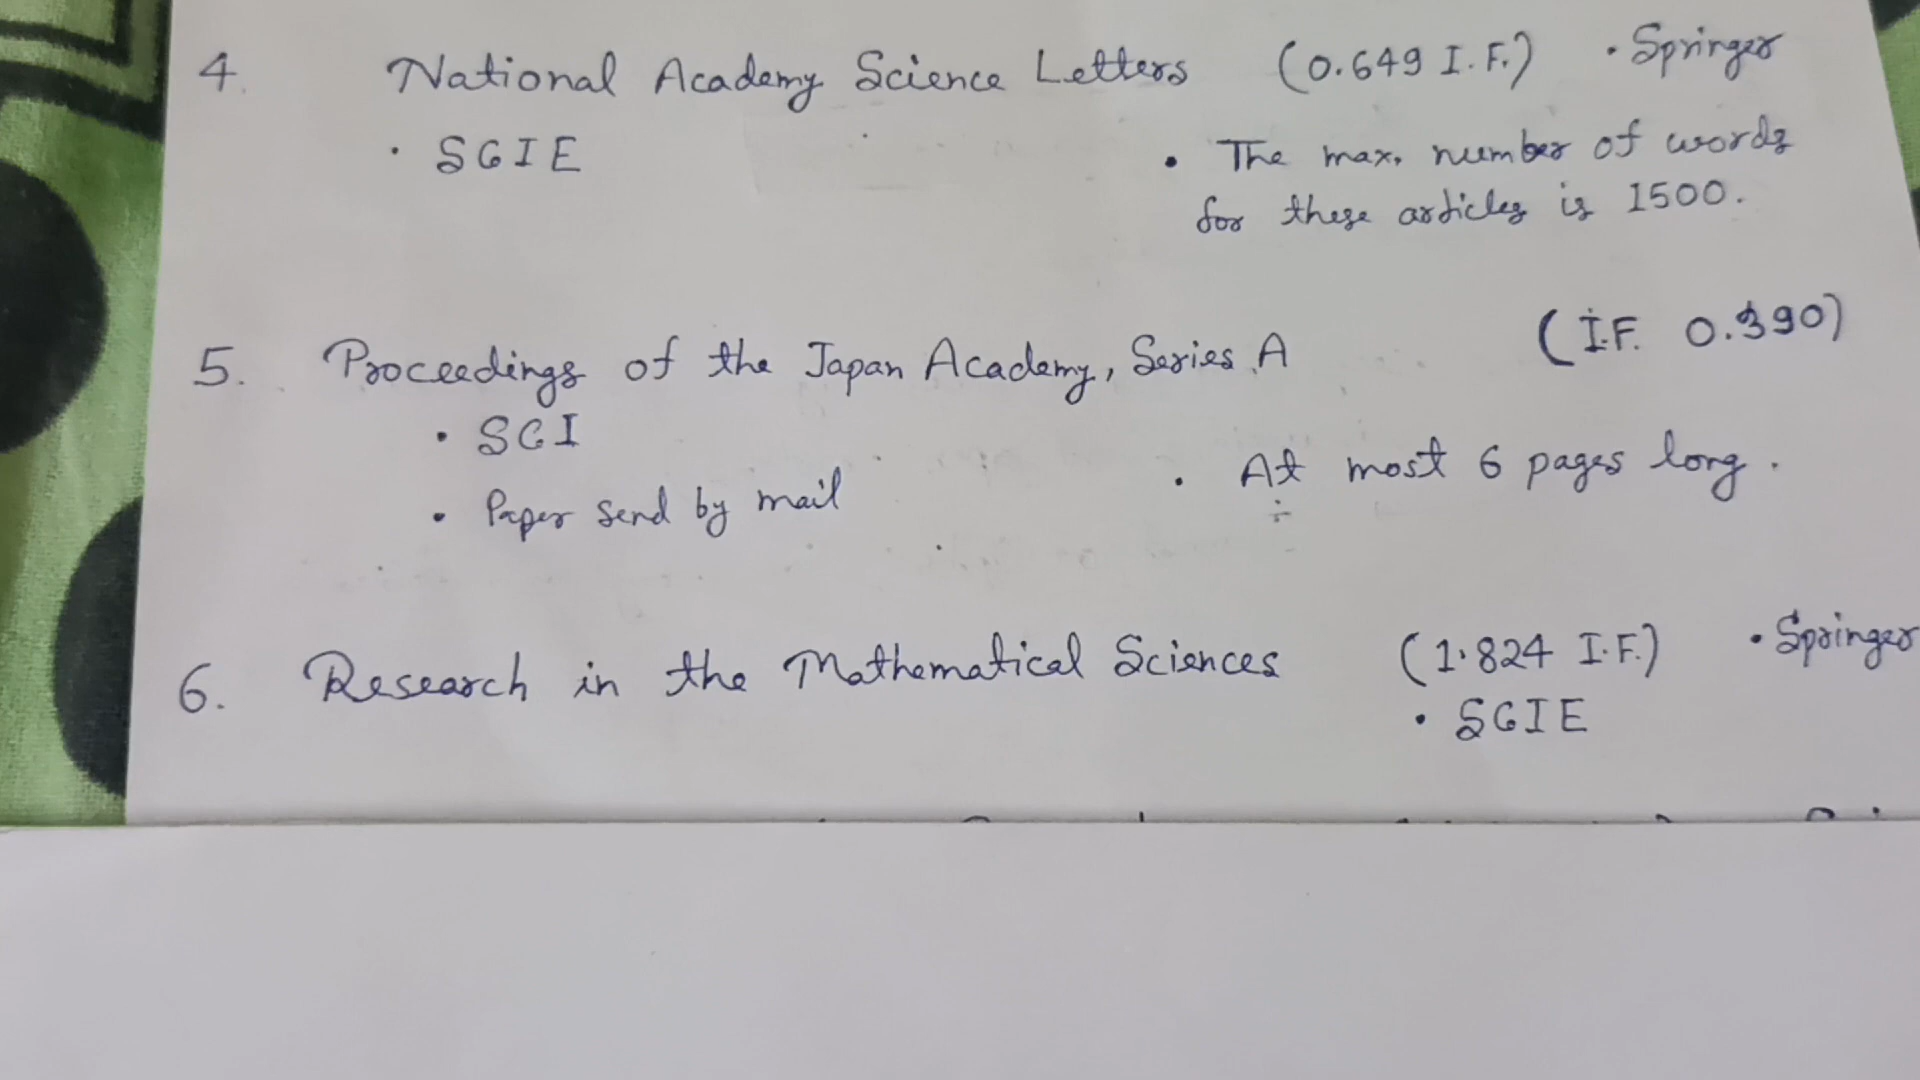 4. National Academy Science Letters (0.649 I.F.) • Springer
• SCIE • The max. number of words
for these articles is 1500.
5. Proceedings of the Japan Academy, Series A (I.F. 0.390)
• SCI
• Paper send by mail • At most 6 pages long.
6. Research in the Mathematical Sciences (1.824 I.F.) • Springer
• SCIE